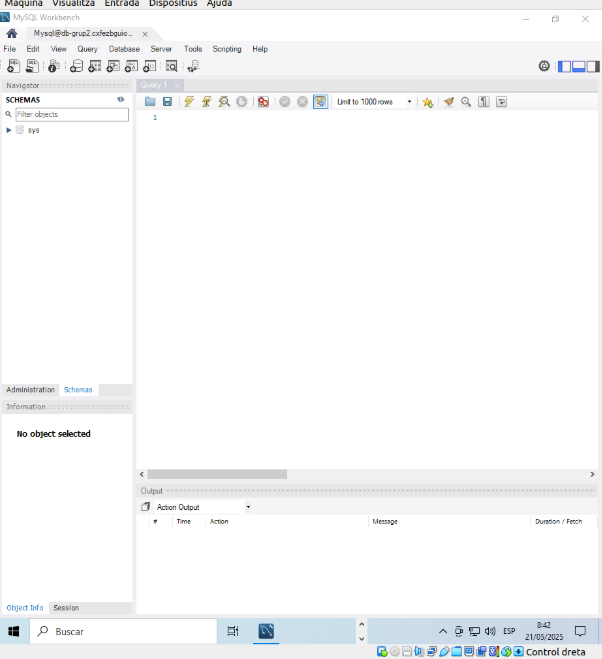 Màquina Visualitza Entrada Dispositius Ajuda
MySQL Workbench
Mysql@db-grup2.cxfezbguio...
File Edit View Query Database Server Tools Scripting Help
Navigator
Query 1
SCHEMAS
Limit to 1000 rows
Filter objects
1
sys
Administration Schemas
Information
No object selected
Output
Action Output
# Time Action Message Duration / Fetch
Object Info Session
Buscar
ESP
8:42
21/05/2025
Control dreta